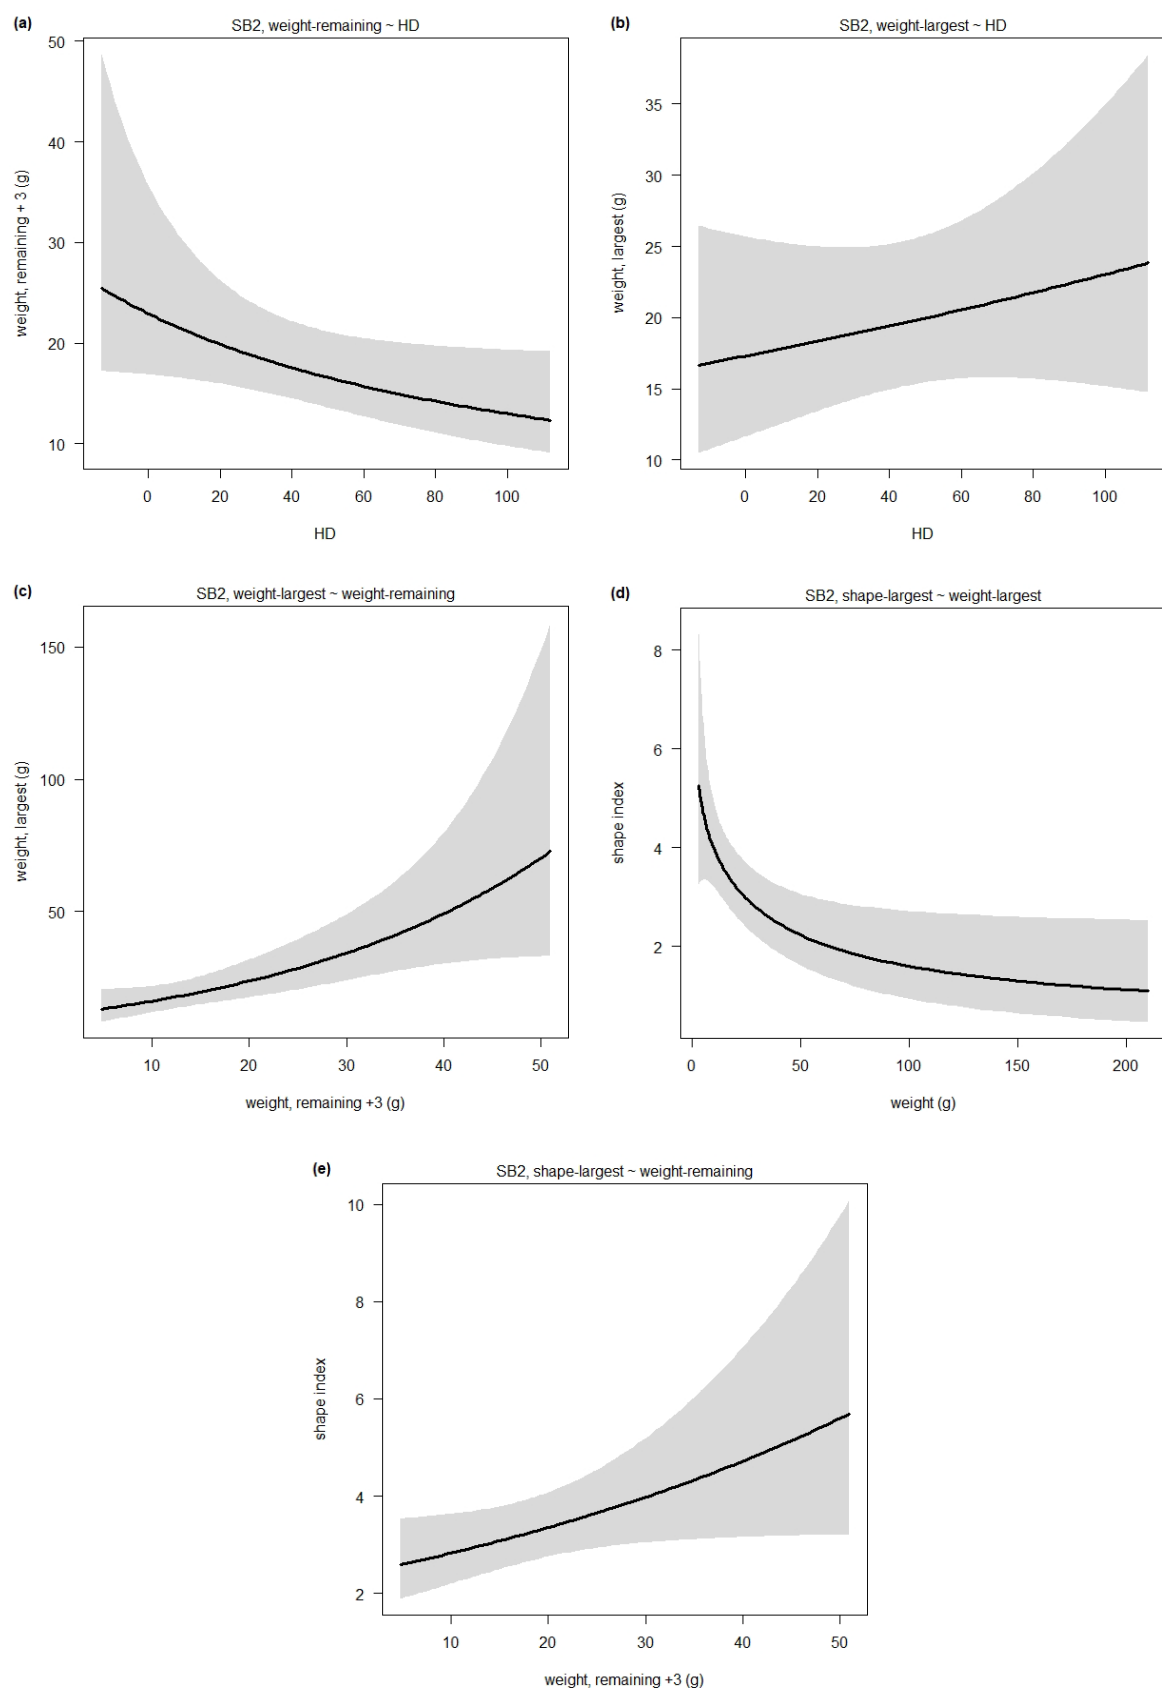 (a)
SB2, weight-remaining ~ HD
50
40
30
20
10
weight, remaining + 3 (g)
0 20 40 60 80 100
HD
(b)
SB2, weight-largest ~ HD
35
30
25
20
15
10
weight, largest (g)
0 20 40 60 80 100
HD
(c)
SB2, weight-largest ~ weight-remaining
150
100
50
weight, largest (g)
10 20 30 40 50
weight, remaining +3 (g)
(d)
SB2, shape-largest ~ weight-largest
8
6
4
2
shape index
0 50 100 150 200
weight (g)
(e)
SB2, shape-largest ~ weight-remaining
10
8
6
4
2
shape index
10 20 30 40 50
weight, remaining +3 (g)